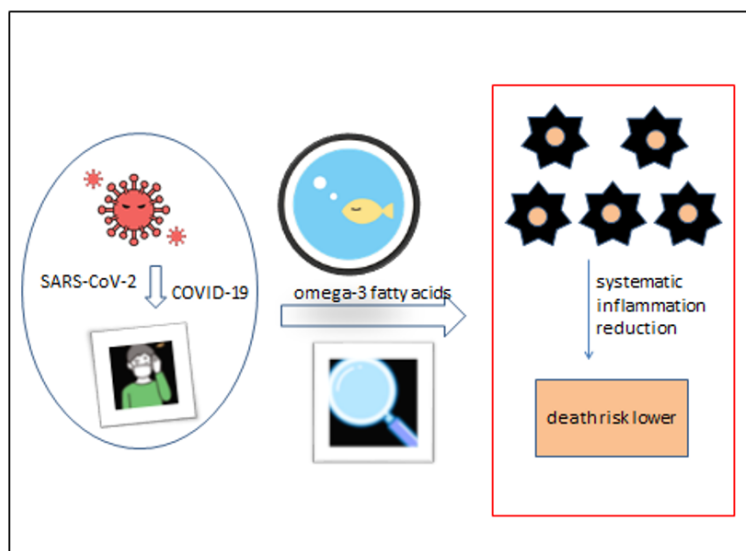 SARS-CoV-2
COVID-19
omega-3 fatty acids
systematic
inflammation
reduction
death risk lower